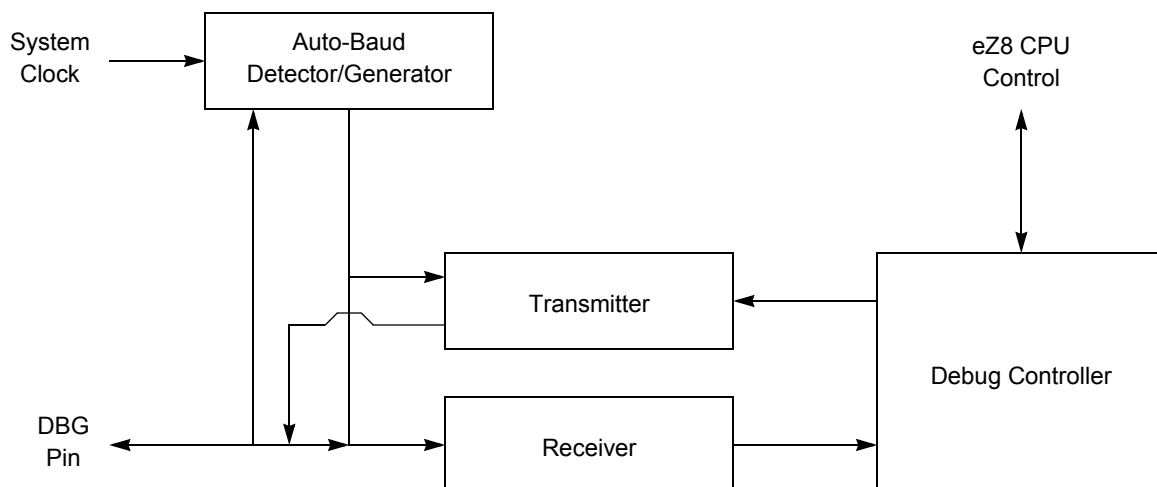 System
Clock
Auto-Baud
Detector/Generator
eZ8 CPU
Control
Transmitter
Debug Controller
DBG
Pin
Receiver